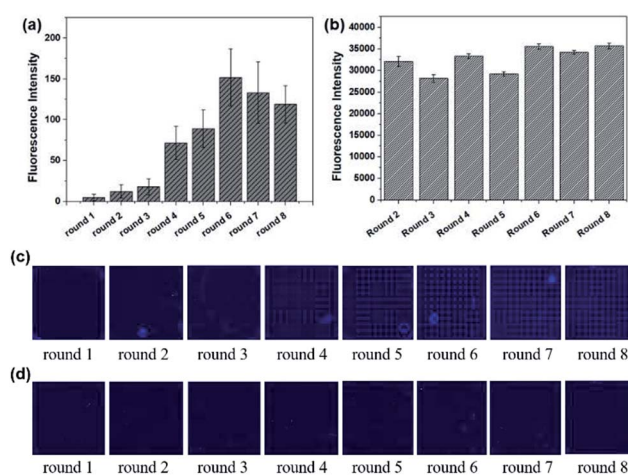 (a)
Fluorescence Intensity
150
100
50
0
round 1 round 2 round 3 round 4 round 5 round 6 round 7 round 8
(b)
Fluorescence Intensity
40000
35000
30000
25000
20000
15000
10000
5000
0
Round 2 Round 3 Round 4 Round 5 Round 6 Round 7 Round 8
(c)
round 1 round 2 round 3 round 4 round 5 round 6 round 7 round 8
(d)
round 1 round 2 round 3 round 4 round 5 round 6 round 7 round 8